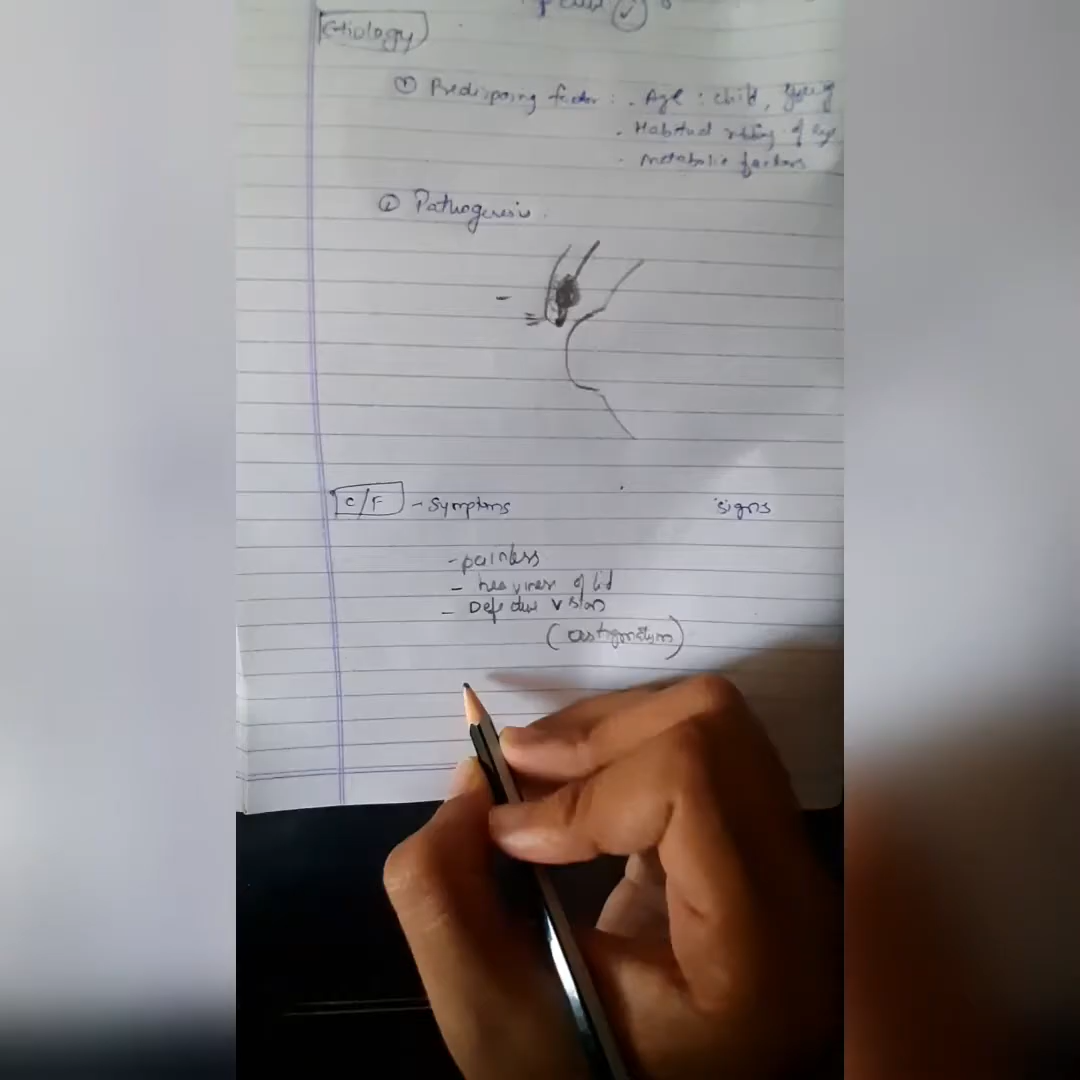 Etiology
① Predisposing factor : . Age : child, young
. Habitual rubbing of eye
. metabolic factors
② Pathogenesis.
C/F - Symptoms signs
- painless
- heaviness of lid
- Defective vision
(astigmatism)